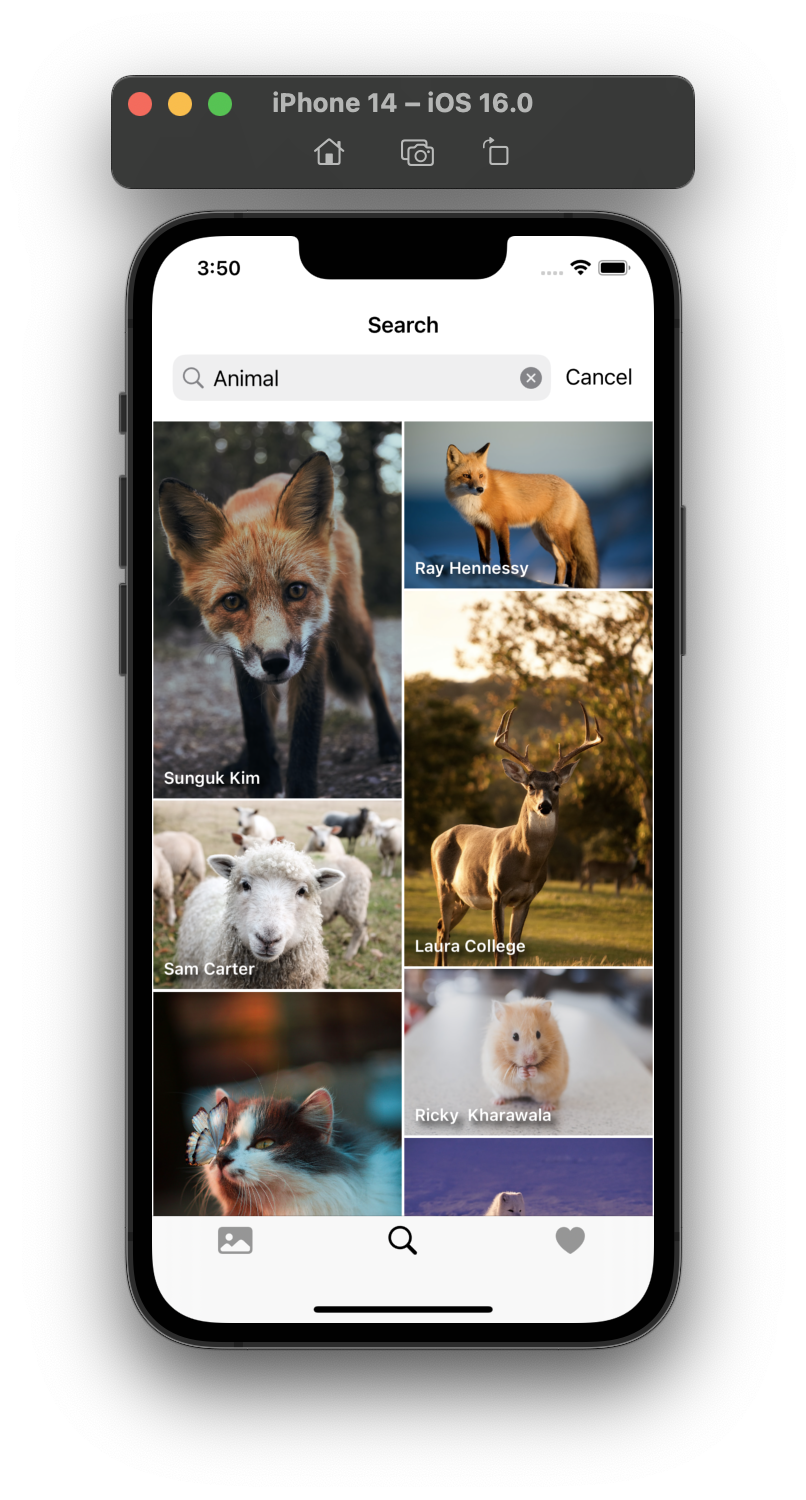 iPhone 14 – iOS 16.0
3:50
Search
Animal
Cancel
Ray Hennessy
Sunguk Kim
Laura College
Sam Carter
Ricky  Kharawala